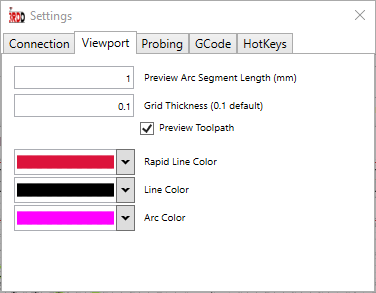 Settings
Connection Viewport Probing GCode HotKeys
1 Preview Arc Segment Length (mm)
0.1 Grid Thickness (0.1 default)
Preview Toolpath
Rapid Line Color
Line Color
Arc Color